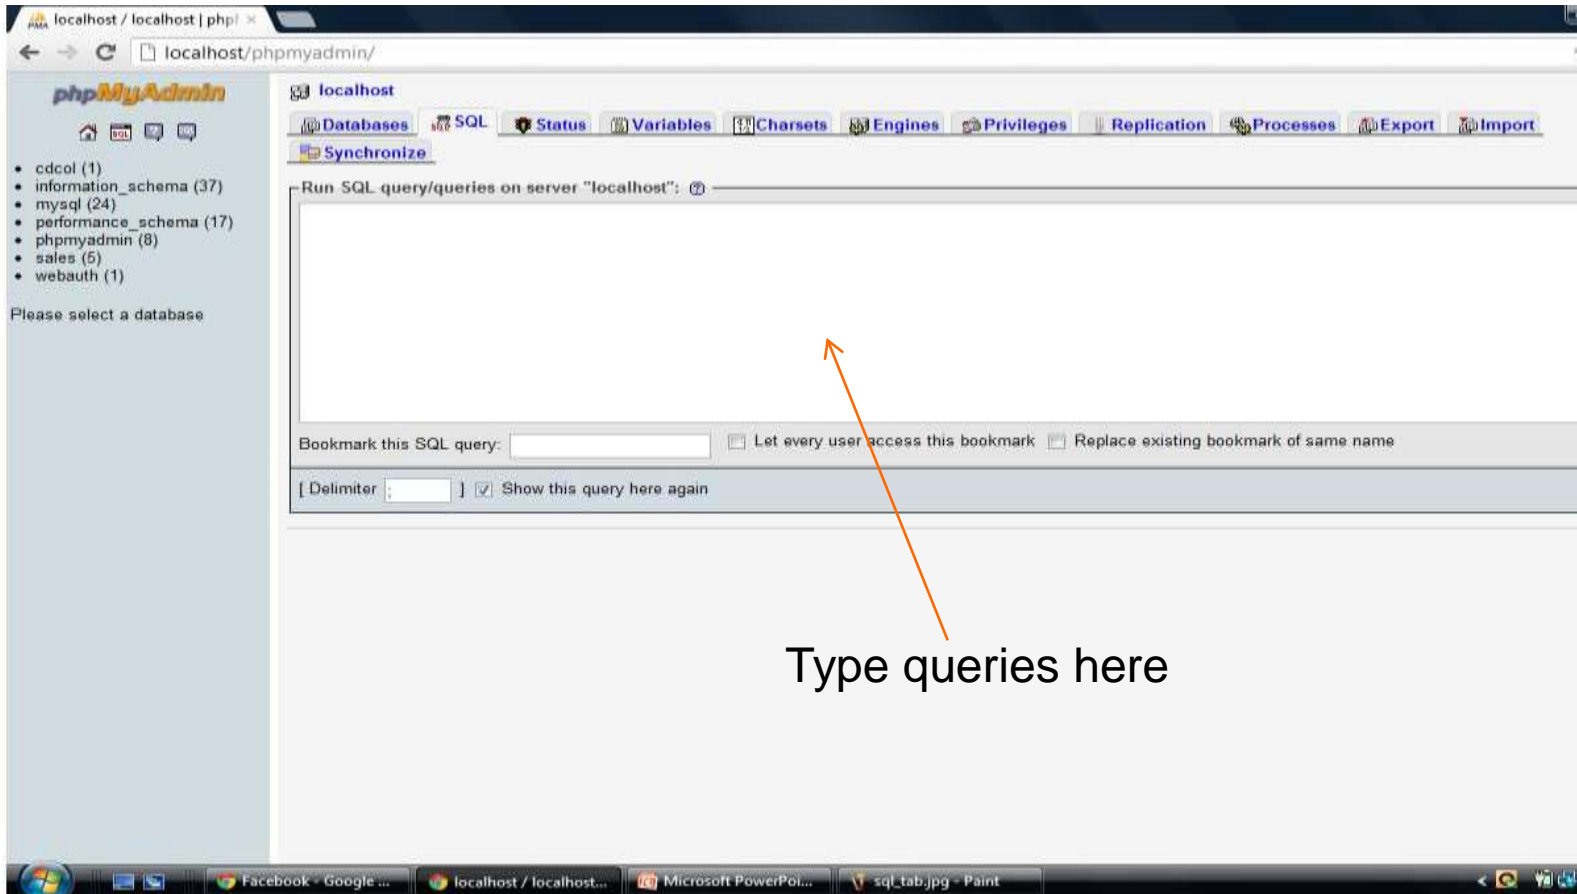 localhost / localhost | phpl
localhost/phpmyadmin/
phpMyAdmin
SQL
cdcol (1)
information_schema (37)
mysql (24)
performance_schema (17)
phpmyadmin (8)
sales (5)
webauth (1)
Please select a database
localhost
Databases SQL Status Variables Charsets Engines Privileges Replication Processes Export Import
Synchronize
Run SQL query/queries on server "localhost":
Bookmark this SQL query: Let every user access this bookmark Replace existing bookmark of same name
[ Delimiter ; ] Show this query here again
Type queries here
Facebook - Google ... localhost / localhost... Microsoft PowerPoi... sql_tab.jpg - Paint